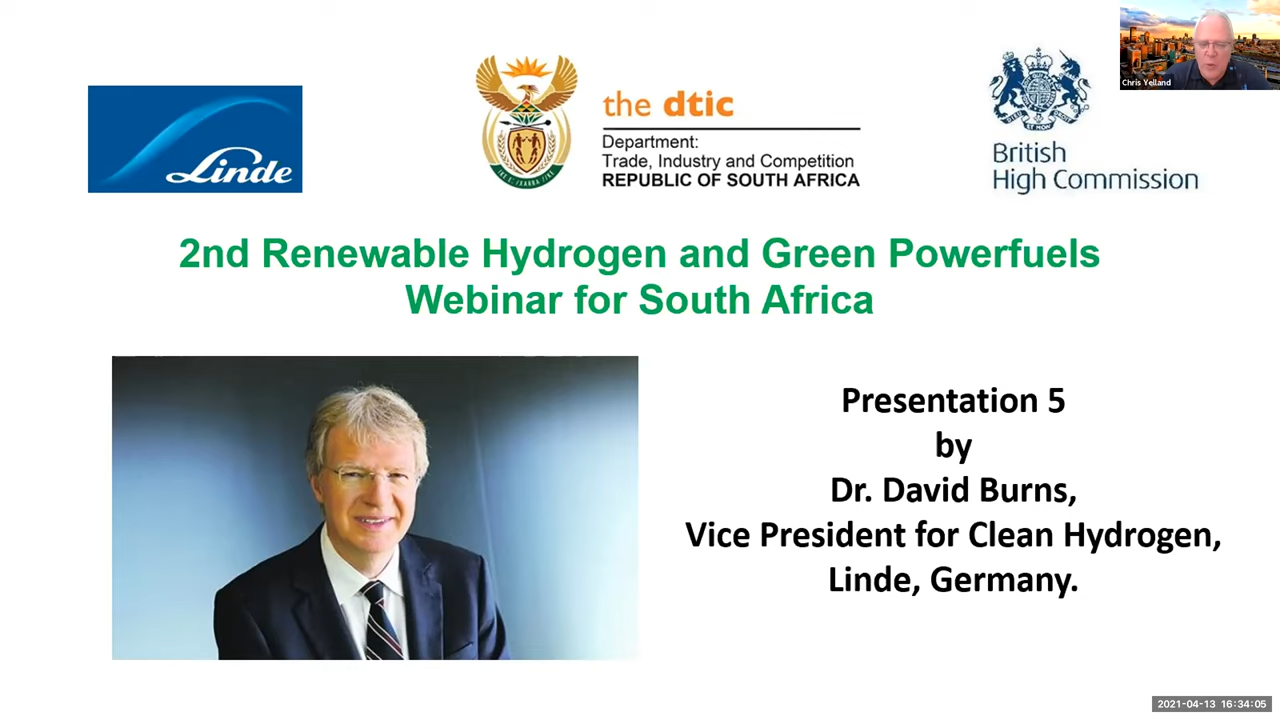 Linde
the dtic
Department:
Trade, Industry and Competition
REPUBLIC OF SOUTH AFRICA
British
High Commission
Chris Yelland
2nd Renewable Hydrogen and Green Powerfuels
Webinar for South Africa
Presentation 5
by
Dr. David Burns,
Vice President for Clean Hydrogen,
Linde, Germany.
2021-04-13 16:34:05